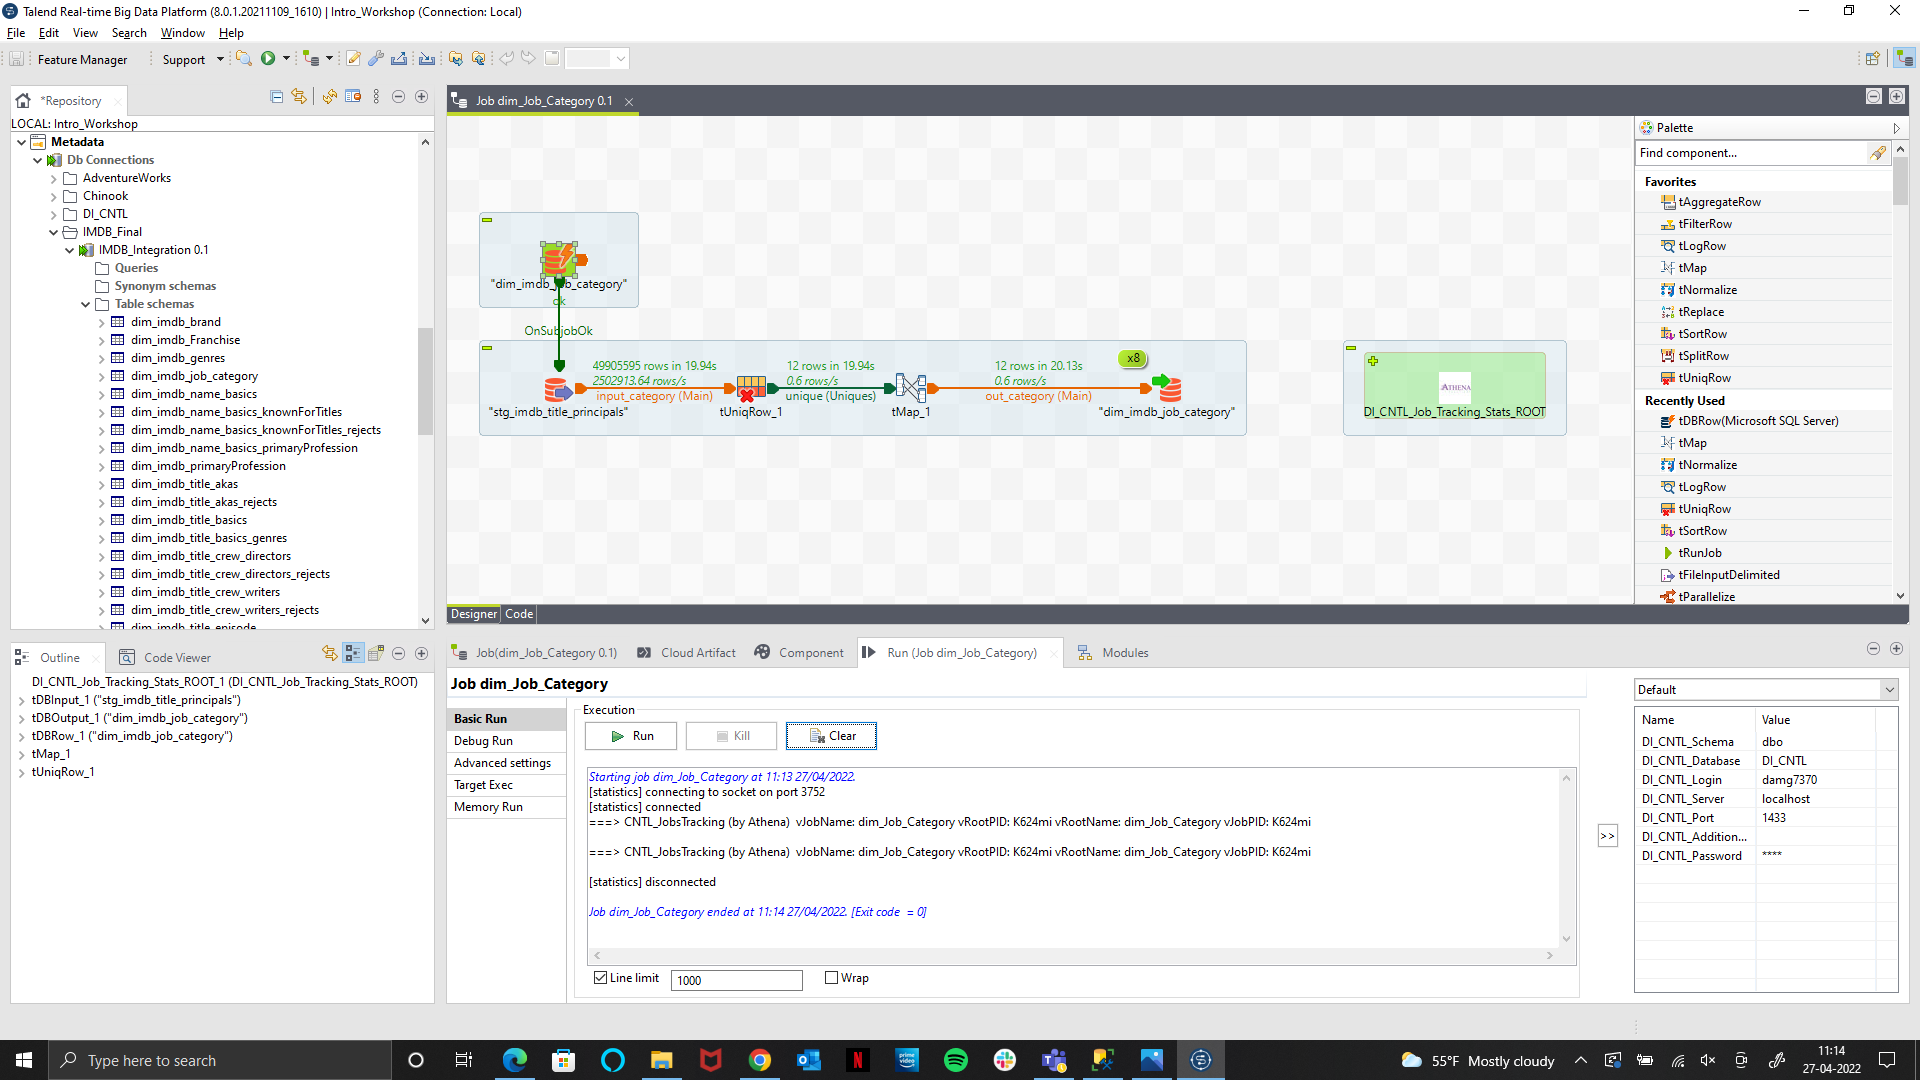 Talend Real-time Big Data Platform (8.0.1.20211109_1610) | Intro_Workshop (Connection: Local)
File Edit View Search Window Help
Feature Manager Support
*Repository
LOCAL: Intro_Workshop
Metadata
Db Connections
AdventureWorks
Chinook
DI_CNTL
IMDB_Final
IMDB_Integration 0.1
Queries
Synonym schemas
Table schemas
dim_imdb_brand
dim_imdb_Franchise
dim_imdb_genres
dim_imdb_job_category
dim_imdb_name_basics
dim_imdb_name_basics_knownForTitles
dim_imdb_name_basics_knownForTitles_rejects
dim_imdb_name_basics_primaryProfession
dim_imdb_primaryProfession
dim_imdb_title_akas
dim_imdb_title_akas_rejects
dim_imdb_title_basics
dim_imdb_title_basics_genres
dim_imdb_title_crew_directors
dim_imdb_title_crew_directors_rejects
dim_imdb_title_crew_writers
dim_imdb_title_crew_writers_rejects
dim_imdb_title_episode
Job dim_Job_Category 0.1
"dim_imdb_job_category"
ok
OnSubjobOk
49905595 rows in 19.94s
2502913.64 rows/s
input_category (Main)
12 rows in 19.94s
0.6 rows/s
unique (Uniques)
12 rows in 20.13s
0.6 rows/s
out_category (Main)
x8
"stg_imdb_title_principals"
tUniqRow_1
tMap_1
"dim_imdb_job_category"
ATHENA
DI_CNTL_Job_Tracking_Stats_ROOT
Designer Code
Palette
Find component...
Favorites
tAggregateRow
tFilterRow
tLogRow
tMap
tNormalize
tReplace
tSortRow
tSplitRow
tUniqRow
Recently Used
tDBRow(Microsoft SQL Server)
tMap
tNormalize
tLogRow
tUniqRow
tSortRow
tRunJob
tFileInputDelimited
tParallelize
Outline Code Viewer
DI_CNTL_Job_Tracking_Stats_ROOT_1 (DI_CNTL_Job_Tracking_Stats_ROOT)
tDBInput_1 ("stg_imdb_title_principals")
tDBOutput_1 ("dim_imdb_job_category")
tDBRow_1 ("dim_imdb_job_category")
tMap_1
tUniqRow_1
Job(dim_Job_Category 0.1) Cloud Artifact Component Run (Job dim_Job_Category) Modules
Job dim_Job_Category
Basic Run
Debug Run
Advanced settings
Target Exec
Memory Run
Execution
Run Kill Clear
Starting job dim_Job_Category at 11:13 27/04/2022.
[statistics] connecting to socket on port 3752
[statistics] connected
===> CNTL_JobsTracking (by Athena) vJobName: dim_Job_Category vRootPID: K624mi vRootName: dim_Job_Category vJobPID: K624mi
===> CNTL_JobsTracking (by Athena) vJobName: dim_Job_Category vRootPID: K624mi vRootName: dim_Job_Category vJobPID: K624mi
[statistics] disconnected
Job dim_Job_Category ended at 11:14 27/04/2022. [Exit code = 0]
Line limit 1000 Wrap
>>
Default
Name Value
DI_CNTL_Schema dbo
DI_CNTL_Database DI_CNTL
DI_CNTL_Login damg7370
DI_CNTL_Server localhost
DI_CNTL_Port 1433
DI_CNTL_Addition...
DI_CNTL_Password ****
Type here to search
prime video
55°F Mostly cloudy
11:14
27-04-2022